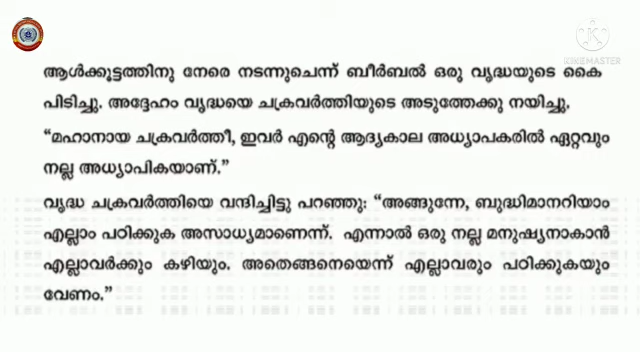 KINEMASTER
ആൾക്കൂട്ടത്തിനു നേരെ നടന്നുചെന്ന് ബീർബൽ ഒരു വൃദ്ധയുടെ കൈ
പിടിച്ചു. അദ്ദേഹം വൃദ്ധയെ ചക്രവർത്തിയുടെ അടുത്തേക്കു നയിച്ചു.
“മഹാനായ ചക്രവർത്തീ, ഇവർ എന്റെ ആദ്യകാല അധ്യാപകരിൽ ഏറ്റവും
നല്ല അധ്യാപികയാണ്.”
വൃദ്ധ ചക്രവർത്തിയെ വന്ദിച്ചിട്ടു പറഞ്ഞു: “അങ്ങുന്നേ, ബുദ്ധിമാനറിയാം
എല്ലാം പഠിക്കുക അസാധ്യമാണെന്ന്. എന്നാൽ ഒരു നല്ല മനുഷ്യനാകാൻ
എല്ലാവർക്കും കഴിയും. അതെങ്ങനെയെന്ന് എല്ലാവരും പഠിക്കുകയും
വേണം.”